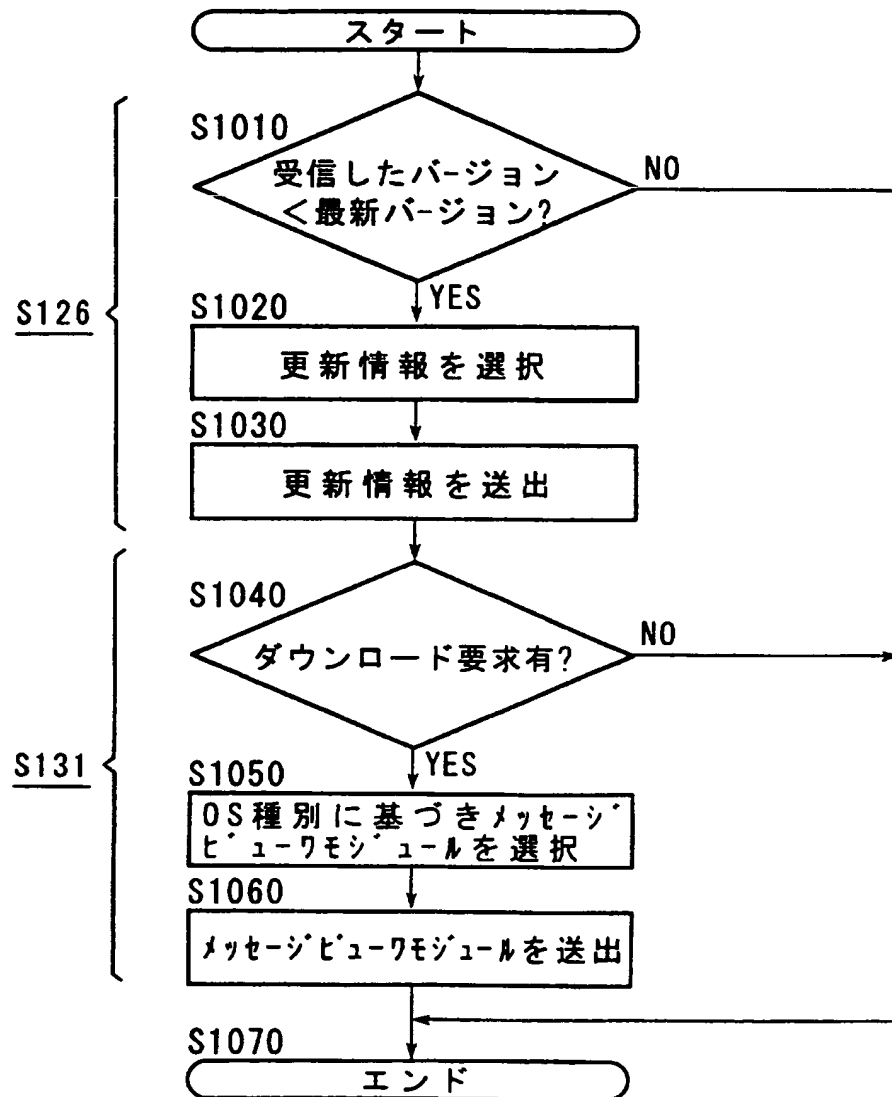 スタート
S1010
受信したバージョン
<最新バージョン?
NO
YES
S126
S1020
更新情報を選択
S1030
更新情報を送出
S1040
ダウンロード要求有?
NO
YES
S131
S1050
OS種別に基づきメッセージ
ビューワモジュールを選択
S1060
メッセージビューワモジュールを送出
S1070
エンド